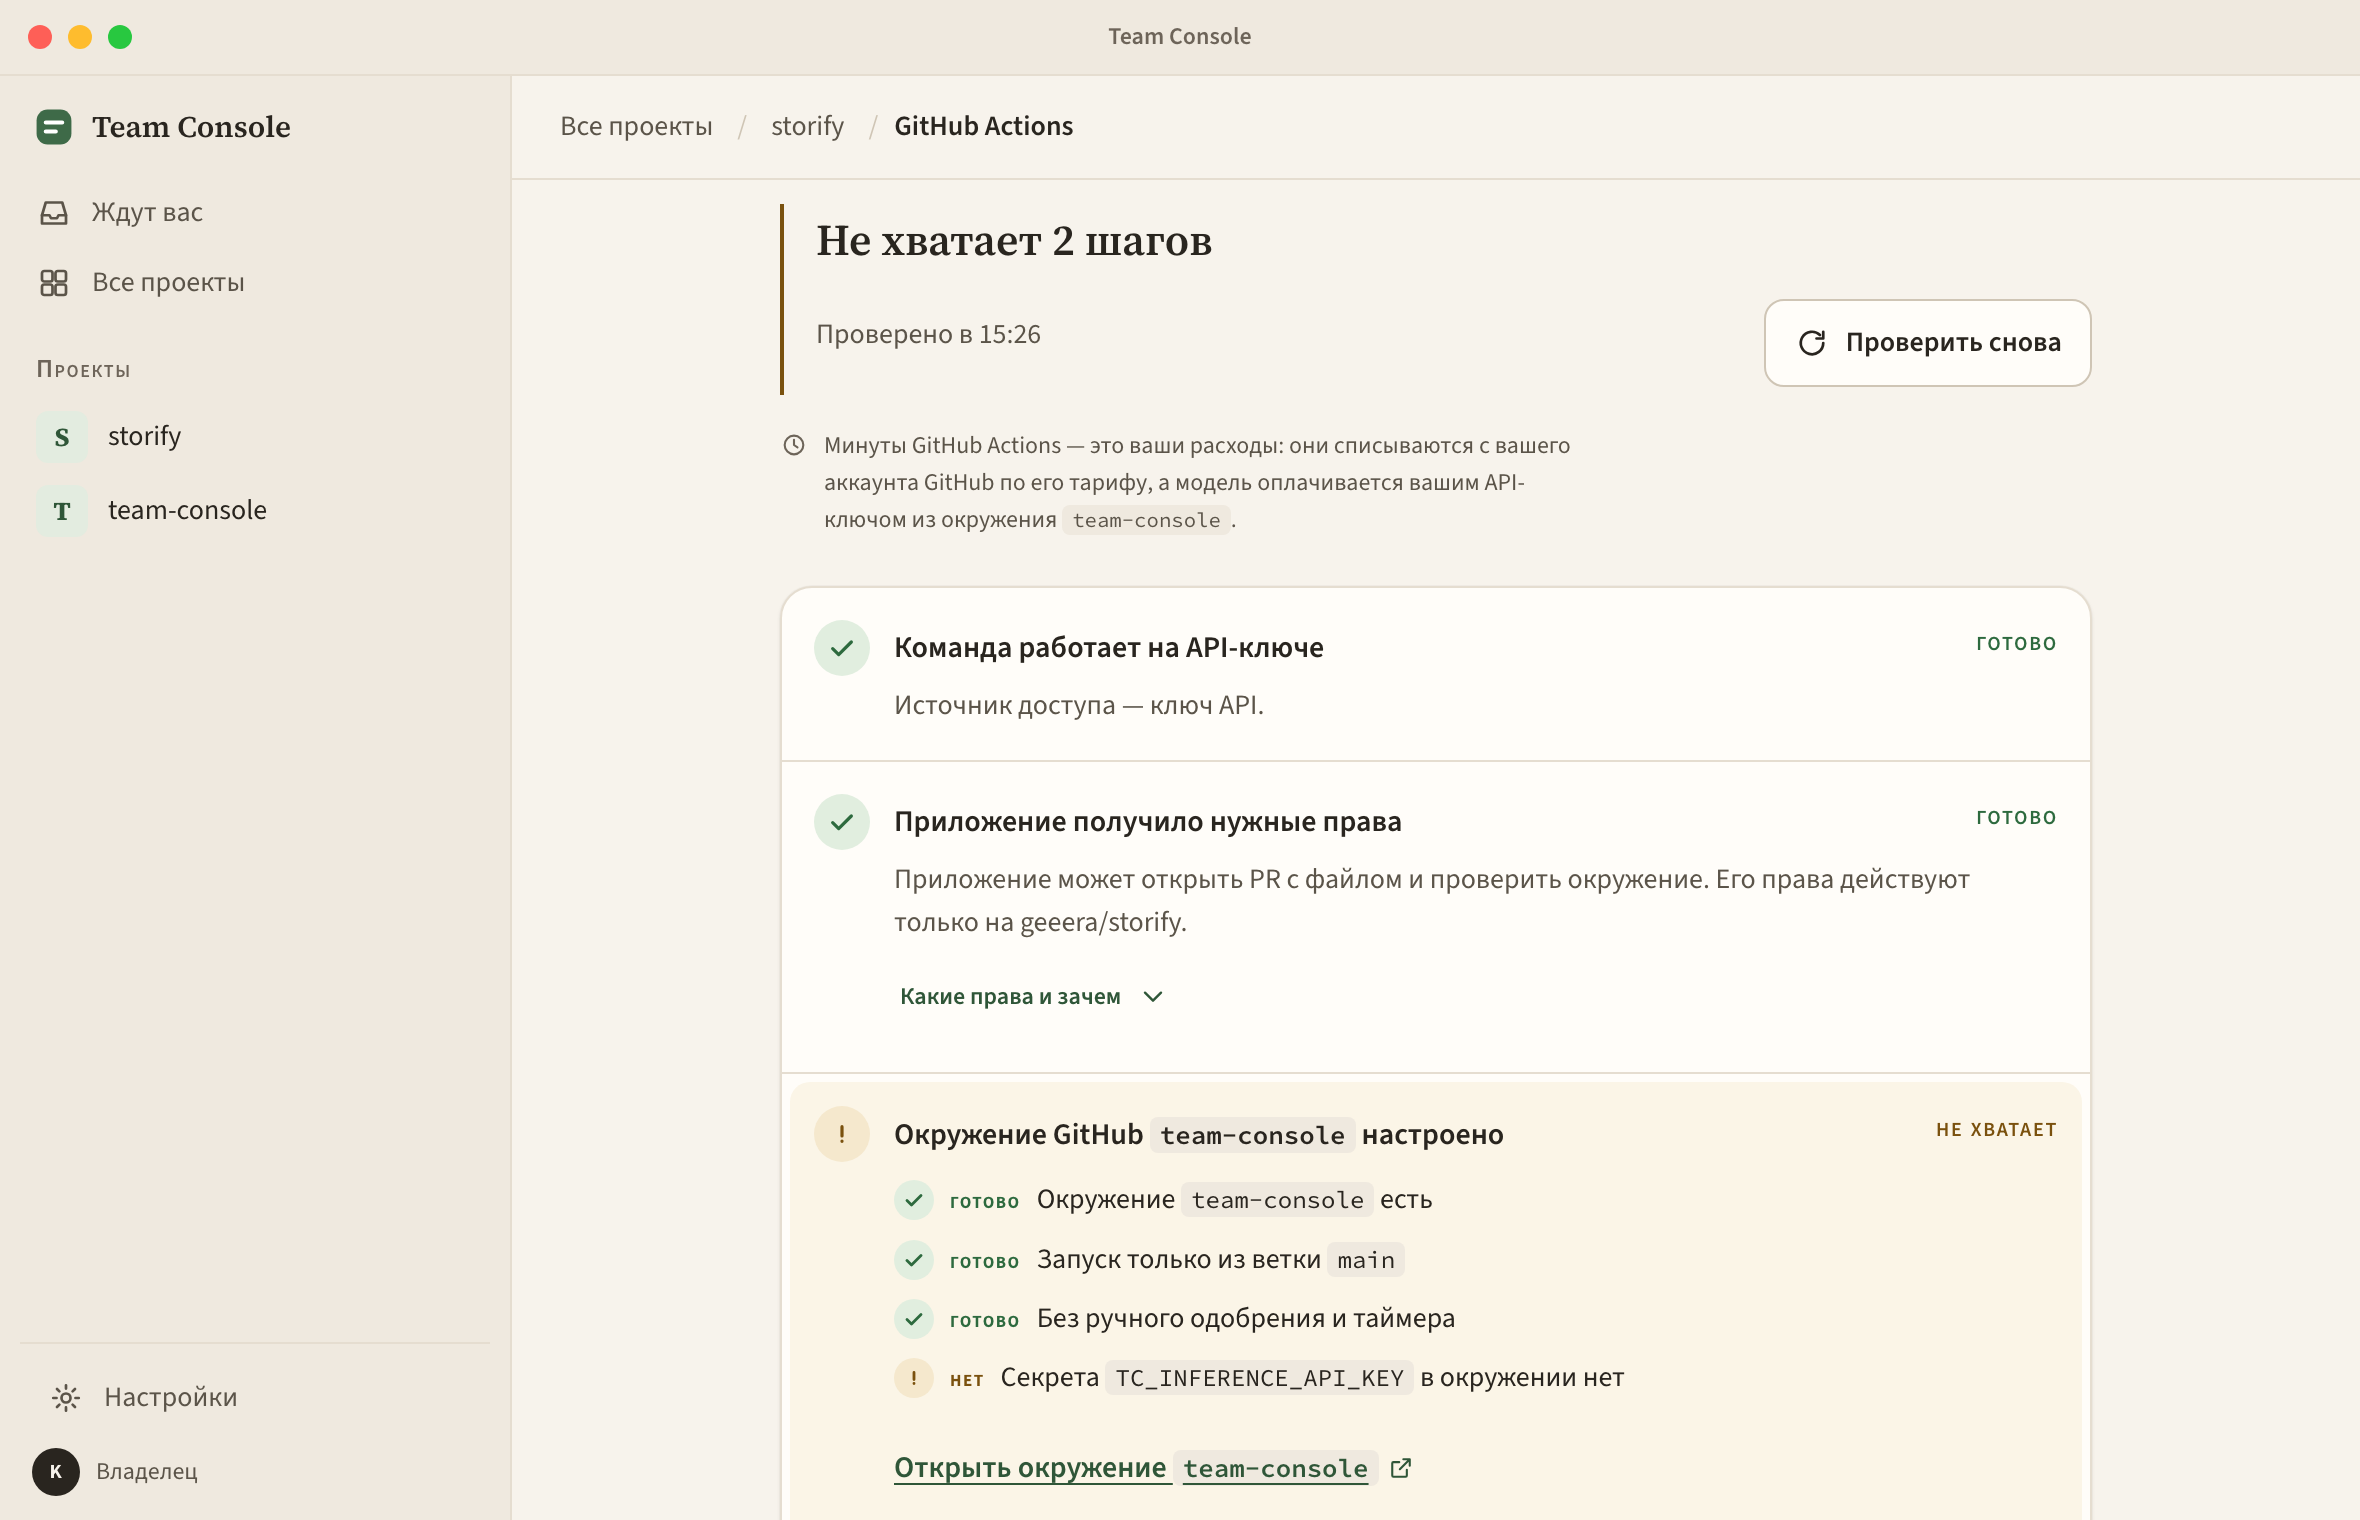 Team Console
Team Console
Ждут вас
Все проекты
Проекты
S storify
T team-console
Настройки
K Владелец
Все проекты / storify / GitHub Actions
Не хватает 2 шагов
Проверено в 15:26
Проверить снова
Минуты GitHub Actions — это ваши расходы: они списываются с вашего
аккаунта GitHub по его тарифу, а модель оплачивается вашим API-
ключом из окружения team-console.
Команда работает на API-ключе
ГОТОВО
Источник доступа — ключ API.
Приложение получило нужные права
ГОТОВО
Приложение может открыть PR с файлом и проверить окружение. Его права действуют
только на geeera/storify.
Какие права и зачем
! Окружение GitHub team-console настроено
НЕ ХВАТАЕТ
ГОТОВО Окружение team-console есть
ГОТОВО Запуск только из ветки main
ГОТОВО Без ручного одобрения и таймера
! НЕТ Секрета TC_INFERENCE_API_KEY в окружении нет
Открыть окружение team-console